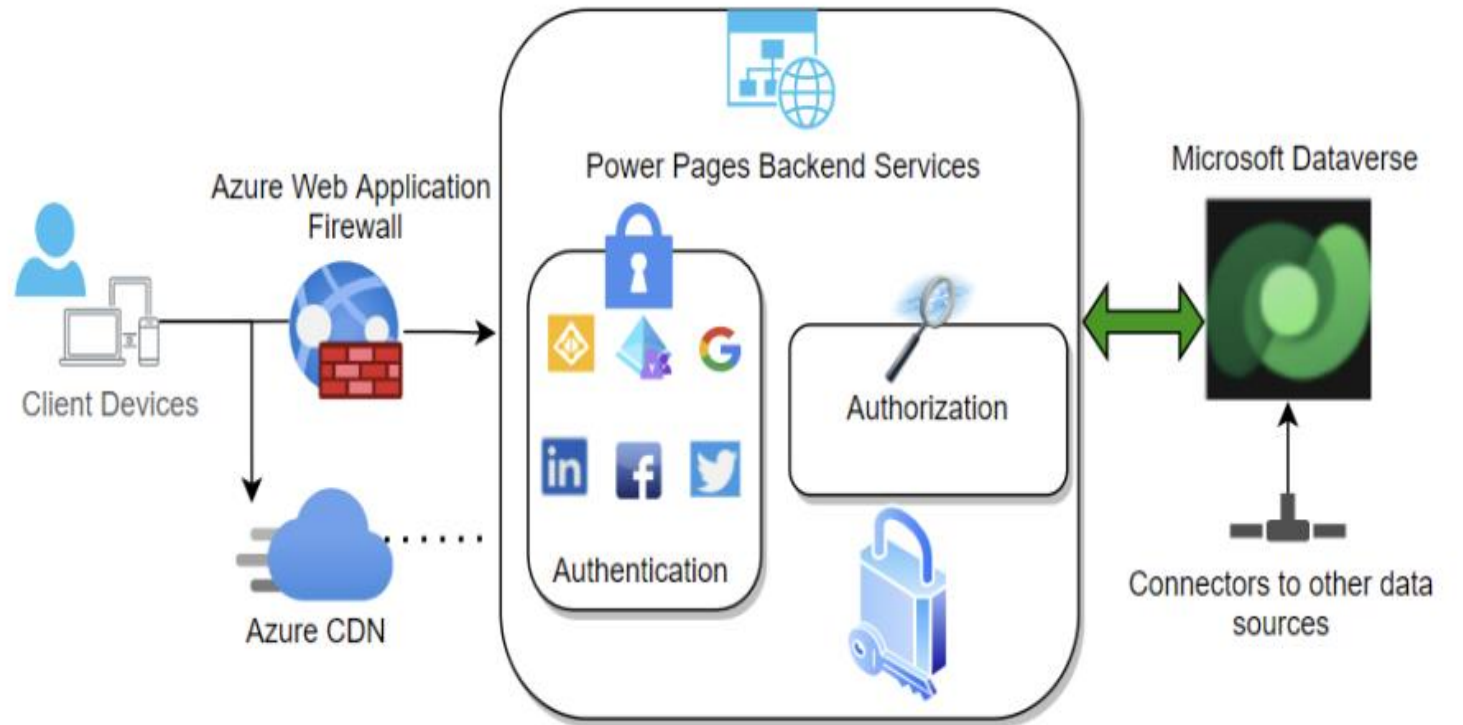 Power Pages Backend Services
Microsoft Dataverse
Azure Web Application
Firewall
Client Devices
Authorization
in
f
Authentication
Azure CDN
Connectors to other data
sources